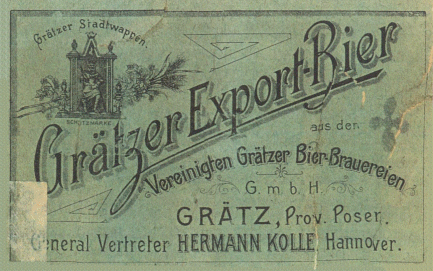 Grätzer Stadtwappen.
SCHUTZMARKE
Grätzer Export-Bier
aus den
Vereinigten Grätzer Bier-Brauereien
G. m. b. H.
GRÄTZ, Prov. Posen.
General Vertreter HERMANN KOLLE, Hannover.